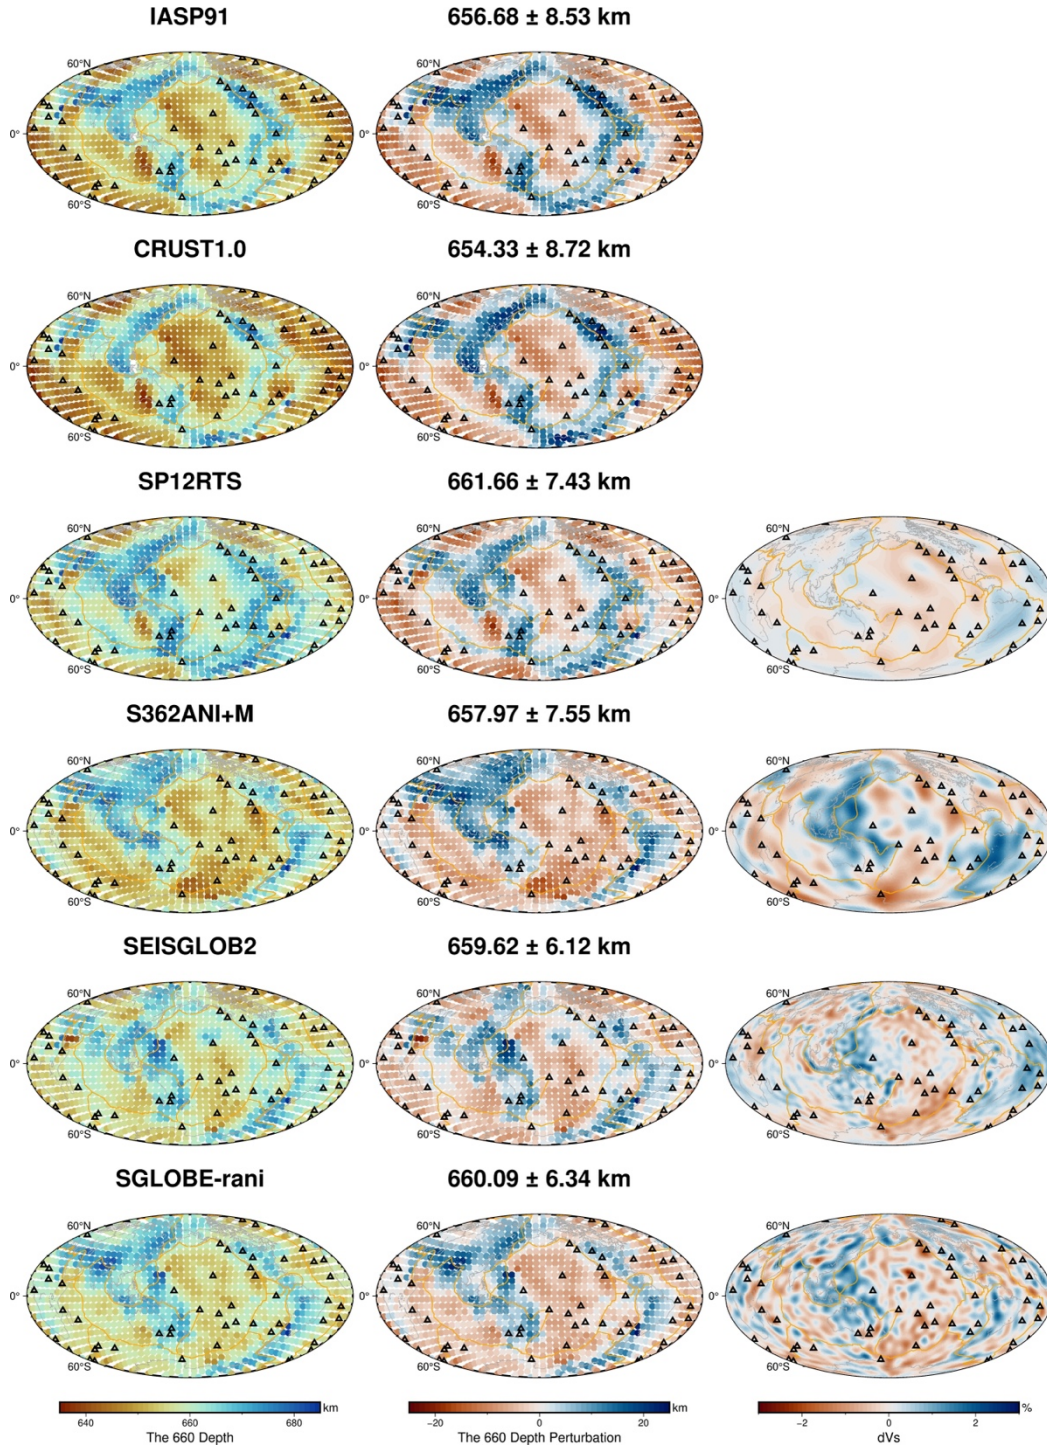 IASP91 656.68 ± 8.53 km
60°N 60°N
0° 0°
60°S 60°S
CRUST1.0 654.33 ± 8.72 km
60°N 60°N
0° 0°
60°S 60°S
SP12RTS 661.66 ± 7.43 km
60°N 60°N 60°N
0° 0° 0°
60°S 60°S 60°S
S362ANI+M 657.97 ± 7.55 km
60°N 60°N 60°N
0° 0° 0°
60°S 60°S 60°S
SEISGLOB2 659.62 ± 6.12 km
60°N 60°N 60°N
0° 0° 0°
60°S 60°S 60°S
SGLOBE-rani 660.09 ± 6.34 km
60°N 60°N 60°N
0° 0° 0°
60°S 60°S 60°S
km km %
640 660 680 −20 0 20 −2 0 2
The 660 Depth The 660 Depth Perturbation dVs